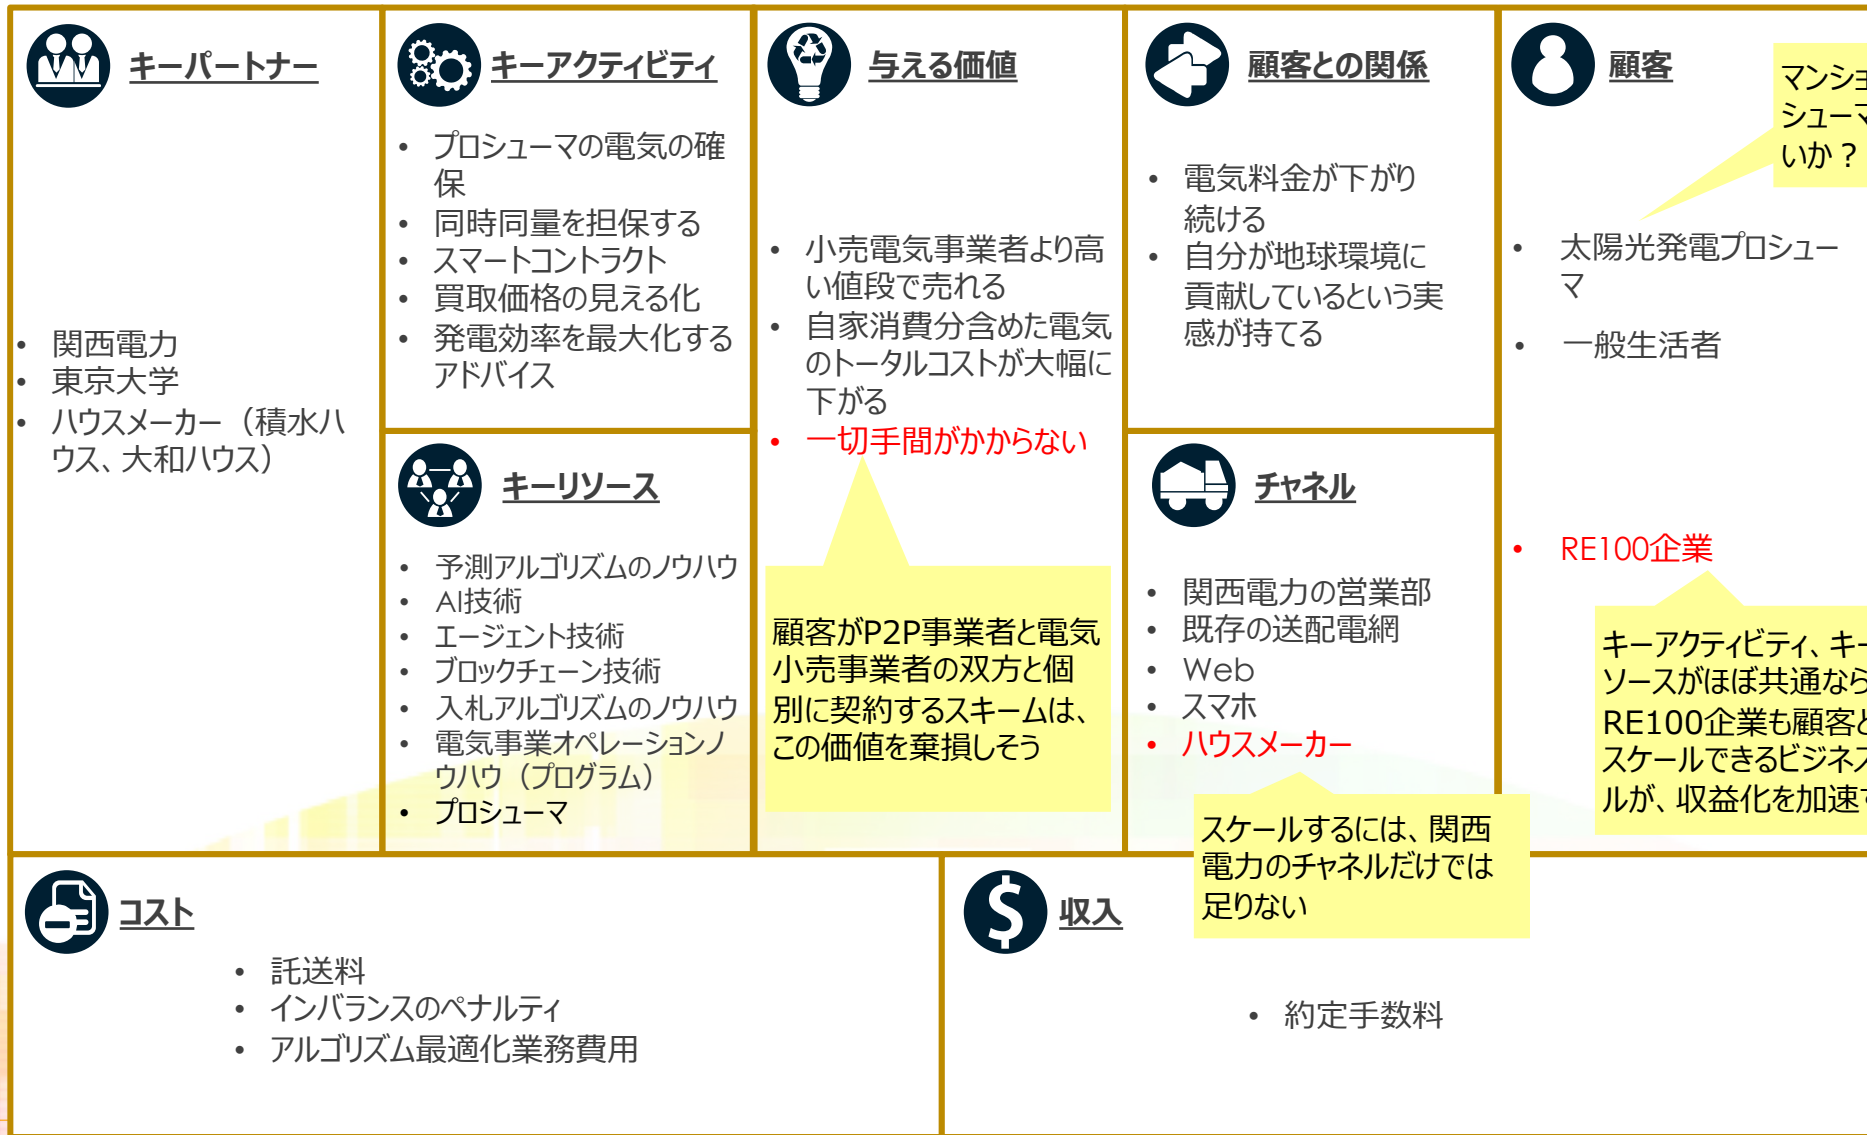 キーパートナー
• 関西電力
• 東京大学
• ハウスメーカー（積水ハ
ウス、大和ハウス）
キーアクティビティ
• プロシューマの電気の確
保
• 同時同量を担保する
• スマートコントラクト
• 買取価格の見える化
• 発電効率を最大化する
アドバイス
キーリソース
• 予測アルゴリズムのノウハウ
• AI技術
• エージェント技術
• ブロックチェーン技術
• 入札アルゴリズムのノウハウ
• 電気事業オペレーションノ
ウハウ（プログラム）
• プロシューマ
与える価値
• 小売電気事業者より高
い値段で売れる
• 自家消費分含めた電気
のトータルコストが大幅に
下がる
• 一切手間がかからない
顧客がP2P事業者と電気
小売事業者の双方と個
別に契約するスキームは、
この価値を棄損しそう
顧客との関係
• 電気料金が下がり
続ける
• 自分が地球環境に
貢献しているという実
感が持てる
チャネル
• 関西電力の営業部
• 既存の送配電網
• Web
• スマホ
• ハウスメーカー
スケールするには、関西
電力のチャネルだけでは
足りない
顧客
マンショ
シューマ
いか？
• 太陽光発電プロシュー
マ
• 一般生活者
• RE100企業
キーアクティビティ、キー
ソースがほぼ共通なら
RE100企業も顧客と
スケールできるビジネス
ルが、収益化を加速す
コスト
• 託送料
• インバランスのペナルティ
• アルゴリズム最適化業務費用
収入
• 約定手数料